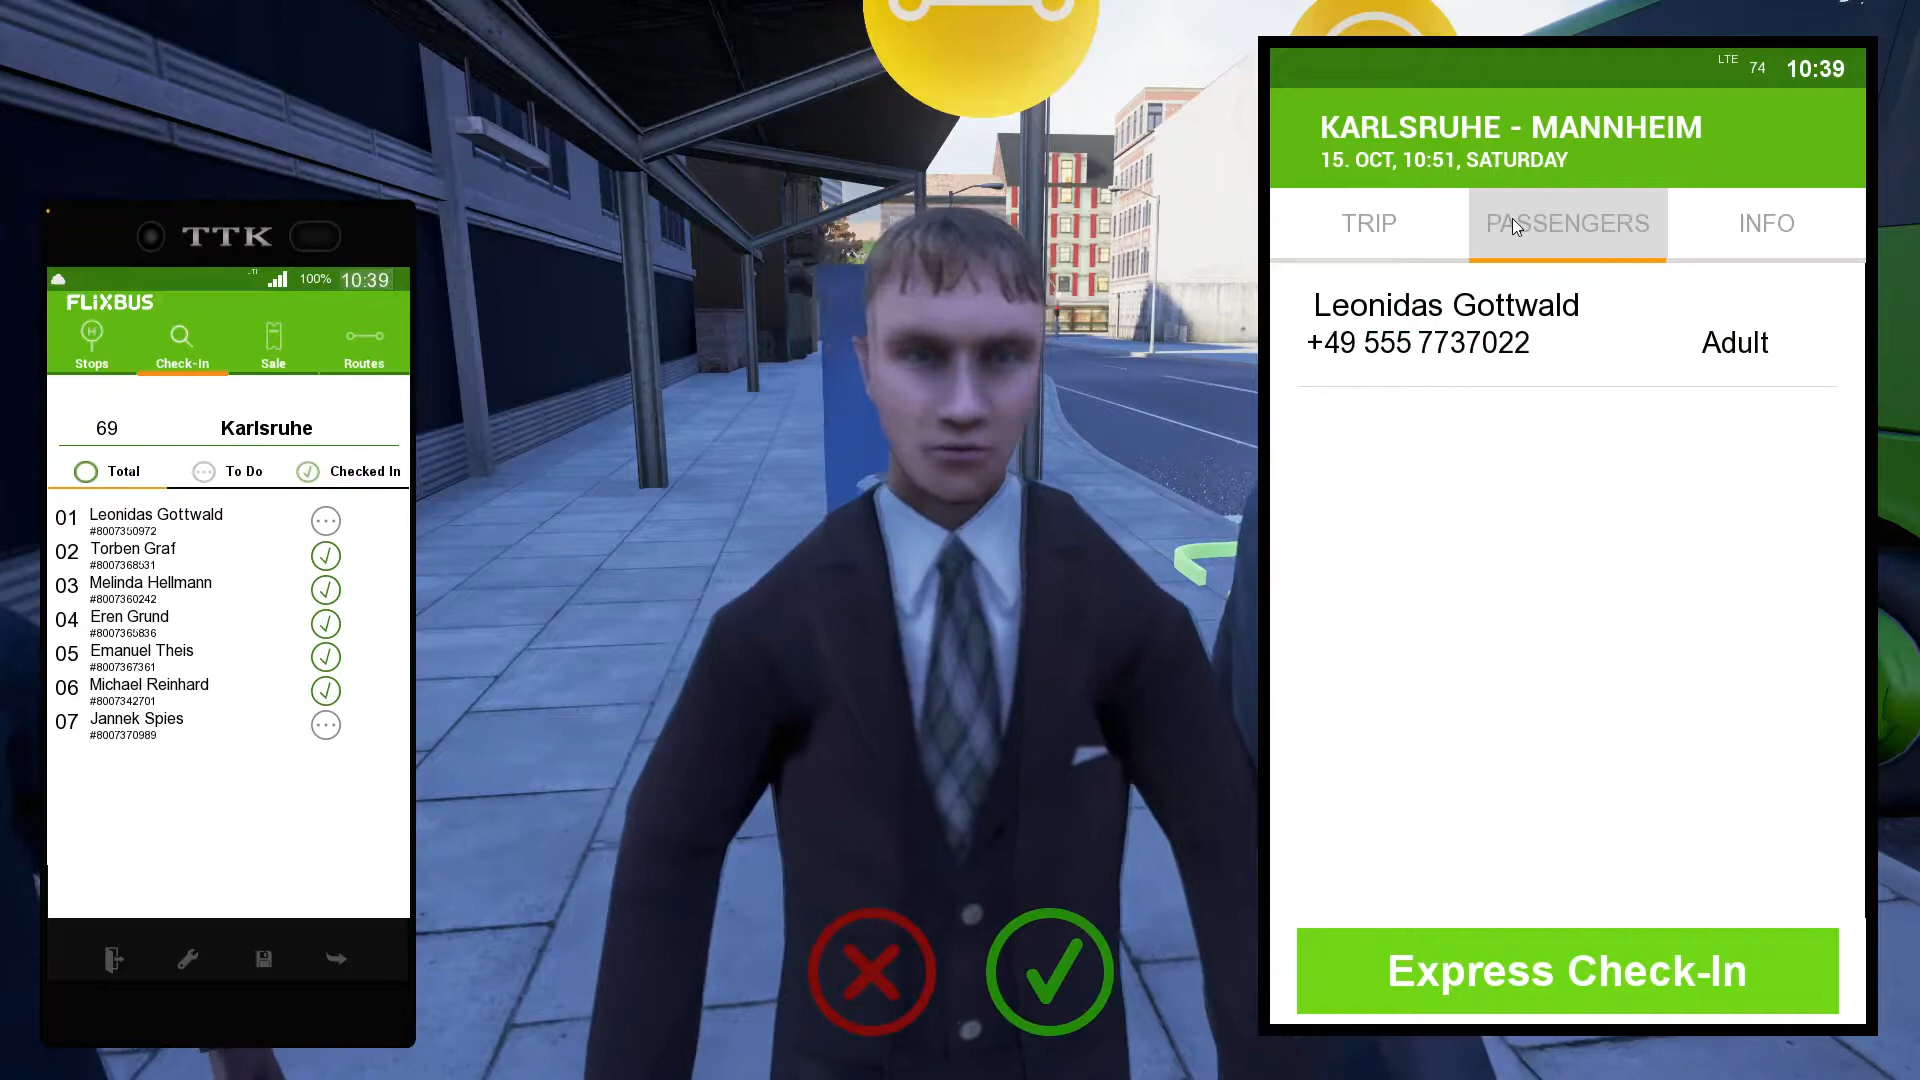 TTK
100% 10:39
FLiXBUS
Stops Check-In Sale Routes
69 Karlsruhe
Total To Do Checked In
01 Leonidas Gottwald
#8007350972
02 Torben Graf
#8007368531
03 Melinda Hellmann
#8007360242
04 Eren Grund
#8007365836
05 Emanuel Theis
#8007367361
06 Michael Reinhard
#8007342701
07 Jannek Spies
#8007370989
LTE 74 10:39
KARLSRUHE - MANNHEIM
15. OCT, 10:51, SATURDAY
TRIP PASSENGERS INFO
Leonidas Gottwald
+49 555 7737022 Adult
Express Check-In